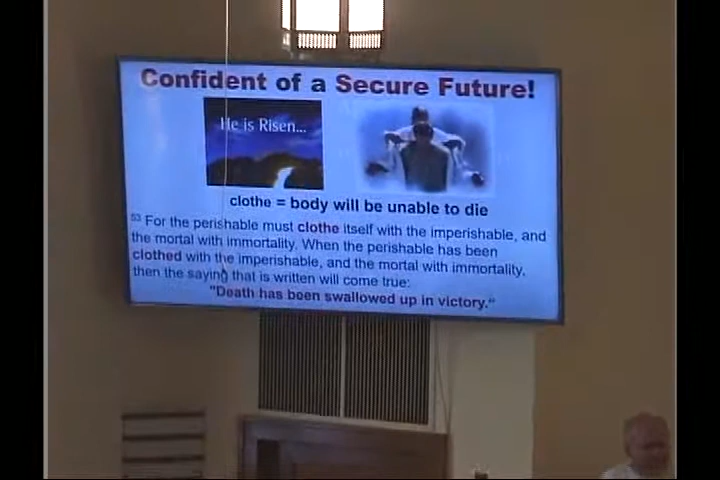 Confident of a Secure Future!
He is Risen...
clothe = body will be unable to die
53 For the perishable must clothe itself with the imperishable, and
the mortal with immortality. When the perishable has been
clothed with the imperishable, and the mortal with immortality,
then the saying that is written will come true:
"Death has been swallowed up in victory."